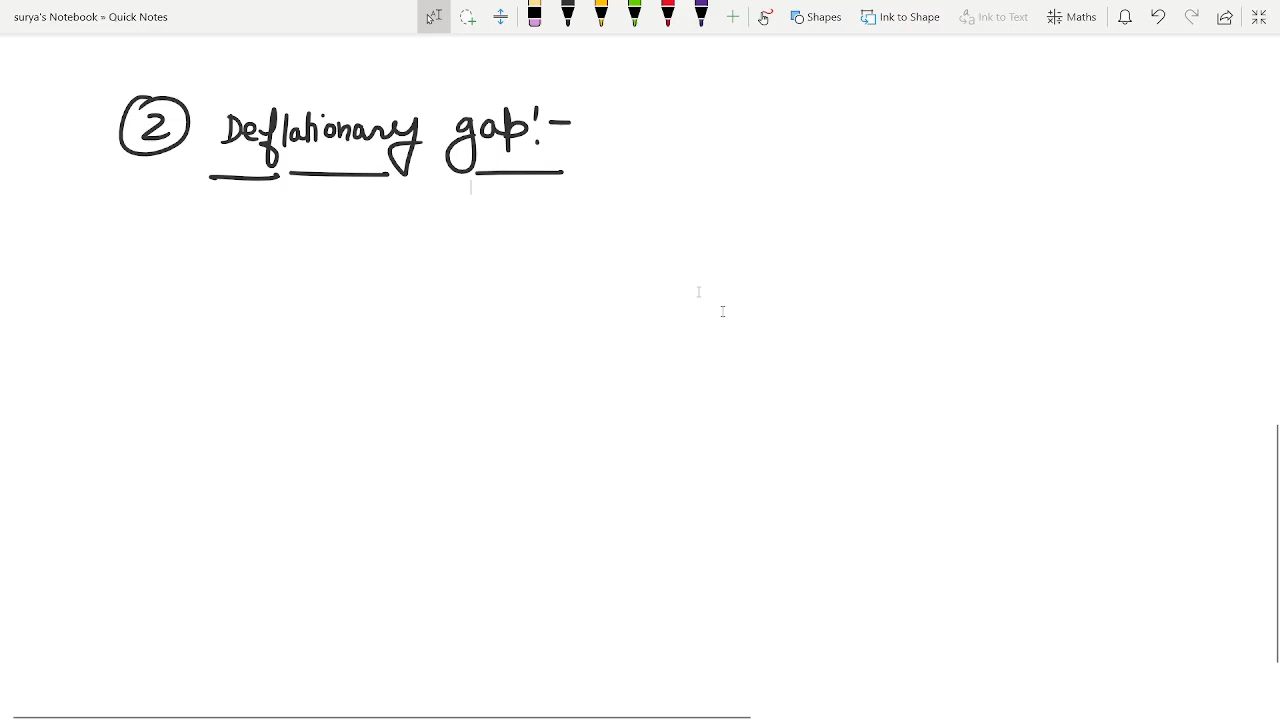 surya's Notebook » Quick Notes
Shapes
Ink to Shape
Ink to Text
Maths
② Deflationary gap:-